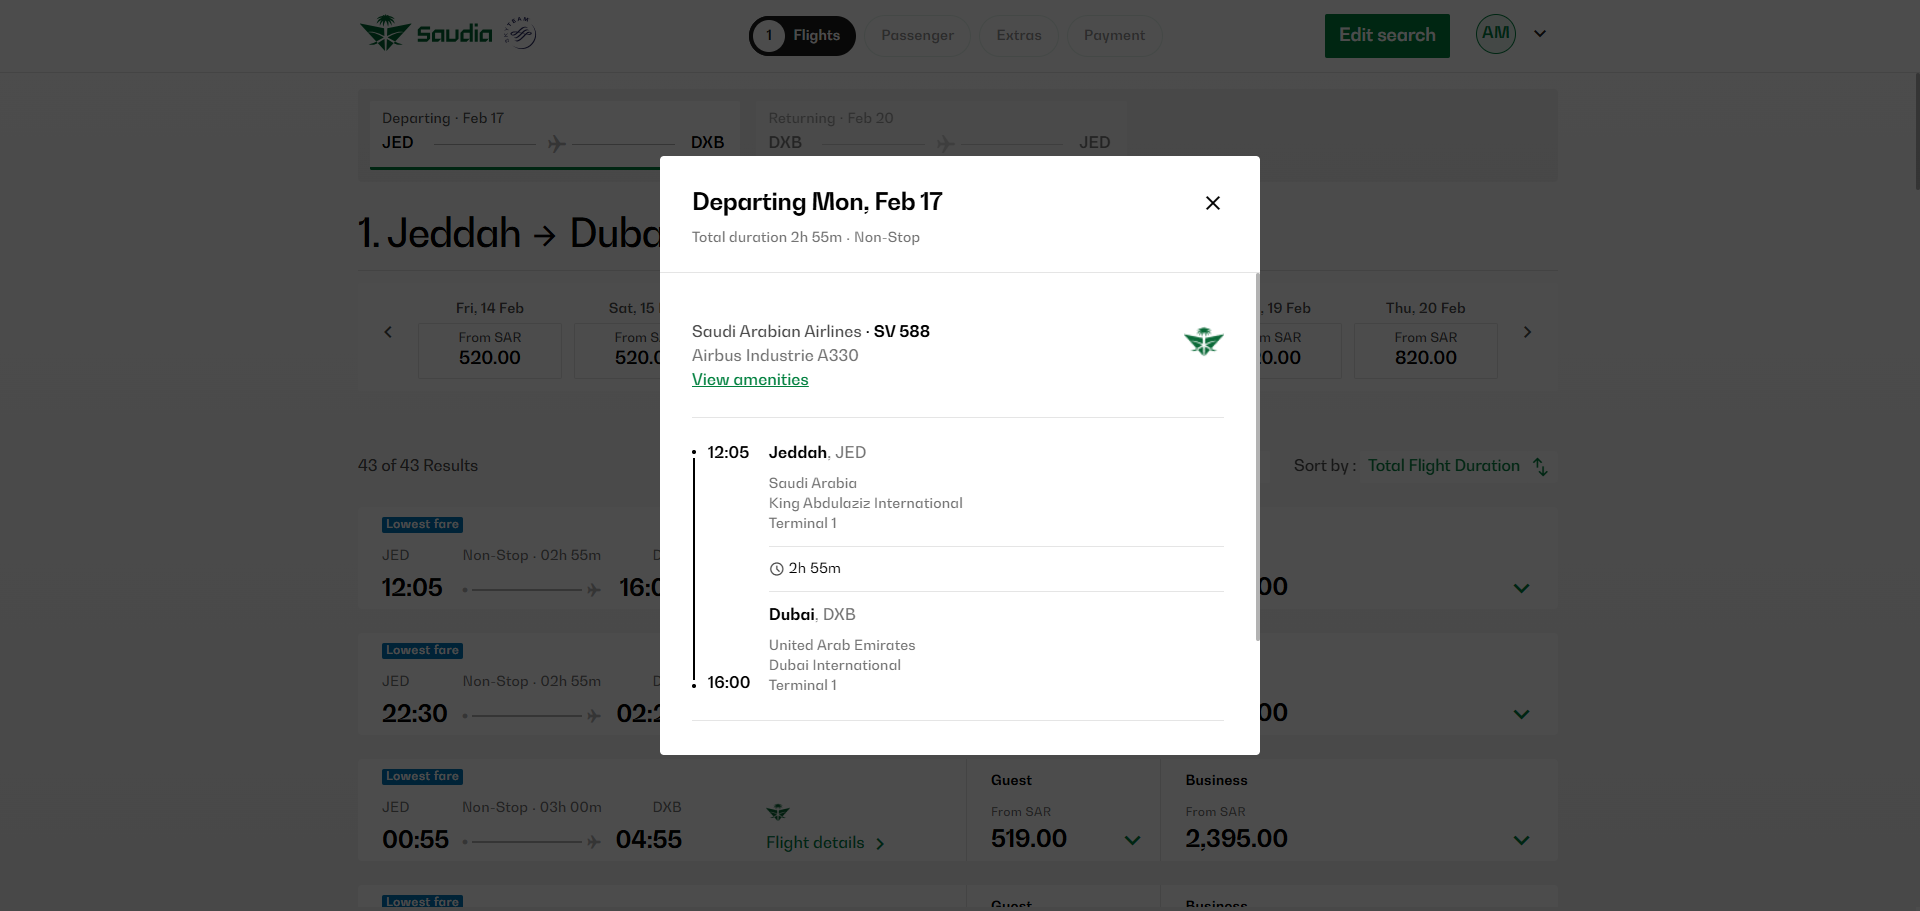 Saudia
SKYTEAM
1 Flights
Passenger
Extras
Payment
Edit search
AM
Departing · Feb 17
JED DXB
Returning · Feb 20
DXB JED
1. Jeddah → Duba
Departing Mon, Feb 17
Total duration 2h 55m · Non-Stop
Fri, 14 Feb
From SAR
520.00
Sat, 15
From S
520.0
, 19 Feb
m SAR
0.00
Thu, 20 Feb
From SAR
820.00
Saudi Arabian Airlines · SV 588
Airbus Industrie A330
View amenities
12:05 Jeddah, JED
Saudi Arabia
King Abdulaziz International
Terminal 1
2h 55m
Dubai, DXB
United Arab Emirates
Dubai International
16:00 Terminal 1
43 of 43 Results
Sort by : Total Flight Duration
Lowest fare
JED Non-Stop · 02h 55m D
12:05 16:0
00
Lowest fare
JED Non-Stop · 02h 55m D
22:30 02:2
00
Lowest fare
JED Non-Stop · 03h 00m DXB
00:55 04:55
Flight details
Guest
From SAR
519.00
Business
From SAR
2,395.00
Lowest fare
Guest
Business